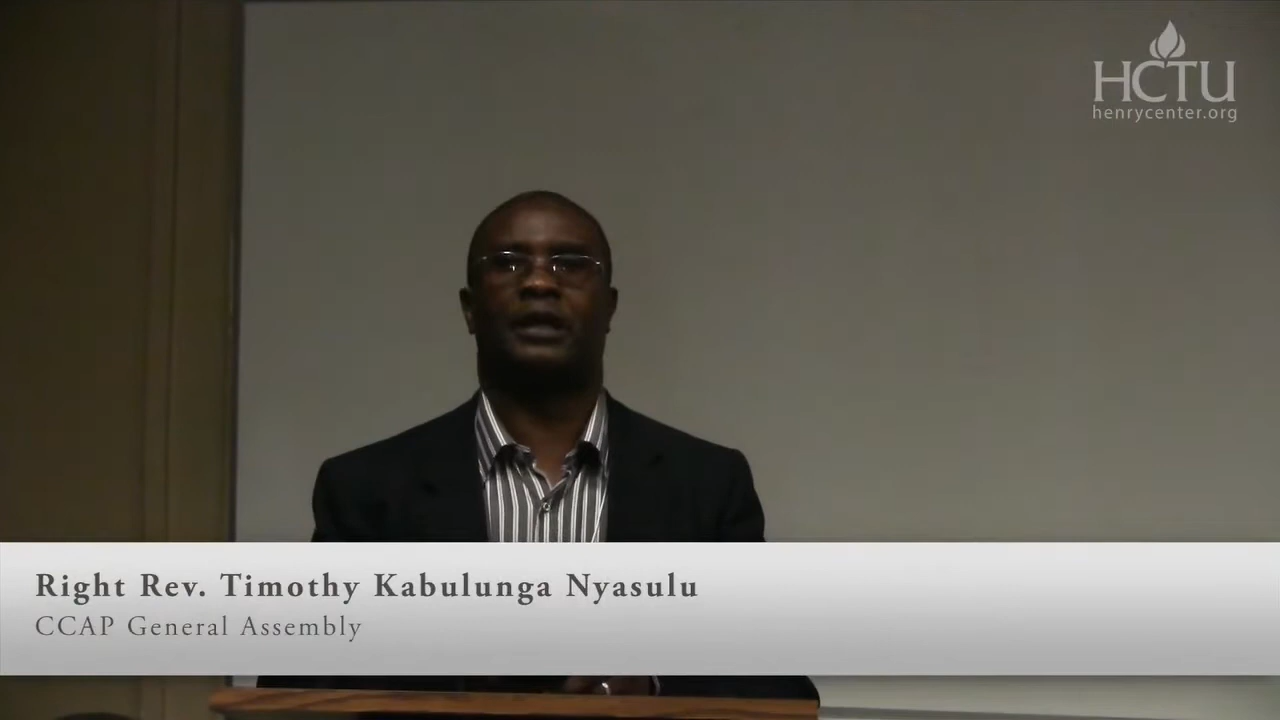 HCTU
henrycenter.org
Right Rev. Timothy Kabulunga Nyasulu
CCAP General Assembly